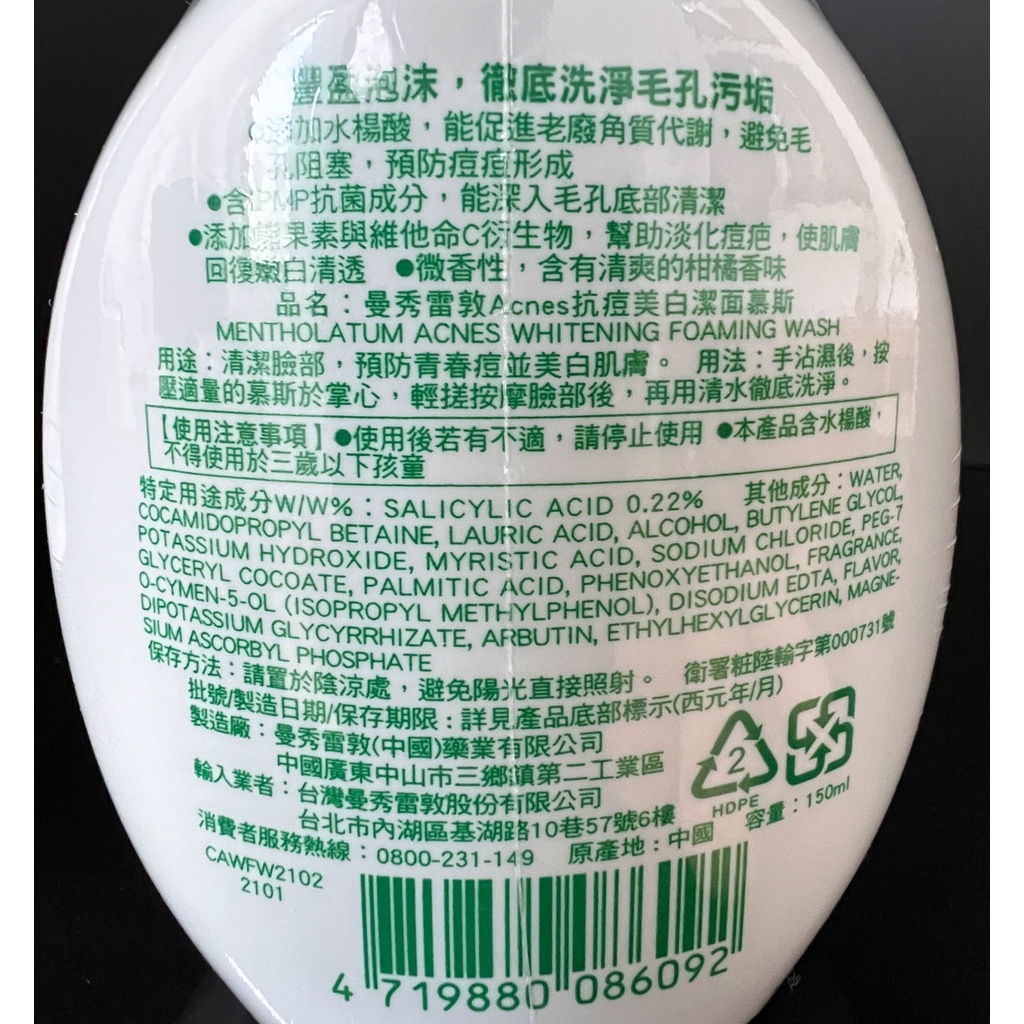 豐盈泡沫，徹底洗淨毛孔污垢
添加水楊酸，能促進老廢角質代謝，避免毛
孔阻塞，預防痘痘形成
●含IPMP抗菌成分，能深入毛孔底部清潔
●添加熊果素與維他命C衍生物，幫助淡化痘疤，使肌膚
回復嫩白清透 ●微香性，含有清爽的柑橘香味
品名：曼秀雷敦Acnes抗痘美白潔面慕斯
MENTHOLATUM ACNES WHITENING FOAMING WASH
用途：清潔臉部，預防青春痘並美白肌膚。 用法：手沾濕後，按
壓適量的慕斯於掌心，輕搓按摩臉部後，再用清水徹底洗淨。
【使用注意事項】●使用後若有不適，請停止使用 ●本產品含水楊酸，
不得使用於三歲以下孩童
特定用途成分W/W%：SALICYLIC ACID 0.22% 其他成分：WATER,
COCAMIDOPROPYL BETAINE, LAURIC ACID, ALCOHOL, BUTYLENE GLYCOL,
POTASSIUM HYDROXIDE, MYRISTIC ACID, SODIUM CHLORIDE, PEG-7
GLYCERYL COCOATE, PALMITIC ACID, PHENOXYETHANOL, FRAGRANCE,
O-CYMEN-5-OL (ISOPROPYL METHYLPHENOL), DISODIUM EDTA, FLAVOR,
DIPOTASSIUM GLYCYRRHIZATE, ARBUTIN, ETHYLHEXYLGLYCERIN, MAGNE-
SIUM ASCORBYL PHOSPHATE
保存方法：請置於陰涼處，避免陽光直接照射。 衛署粧陸輸字第000731號
批號/製造日期/保存期限：詳見產品底部標示(西元年/月)
製造廠：曼秀雷敦(中國)藥業有限公司
中國廣東中山市三鄉鎮第二工業區
輸入業者：台灣曼秀雷敦股份有限公司
台北市內湖區基湖路10巷57號6樓
消費者服務熱線：0800-231-149 原產地：中國 容量：150ml
2
HDPE
CAWFW2102
2101
4 719880 086092